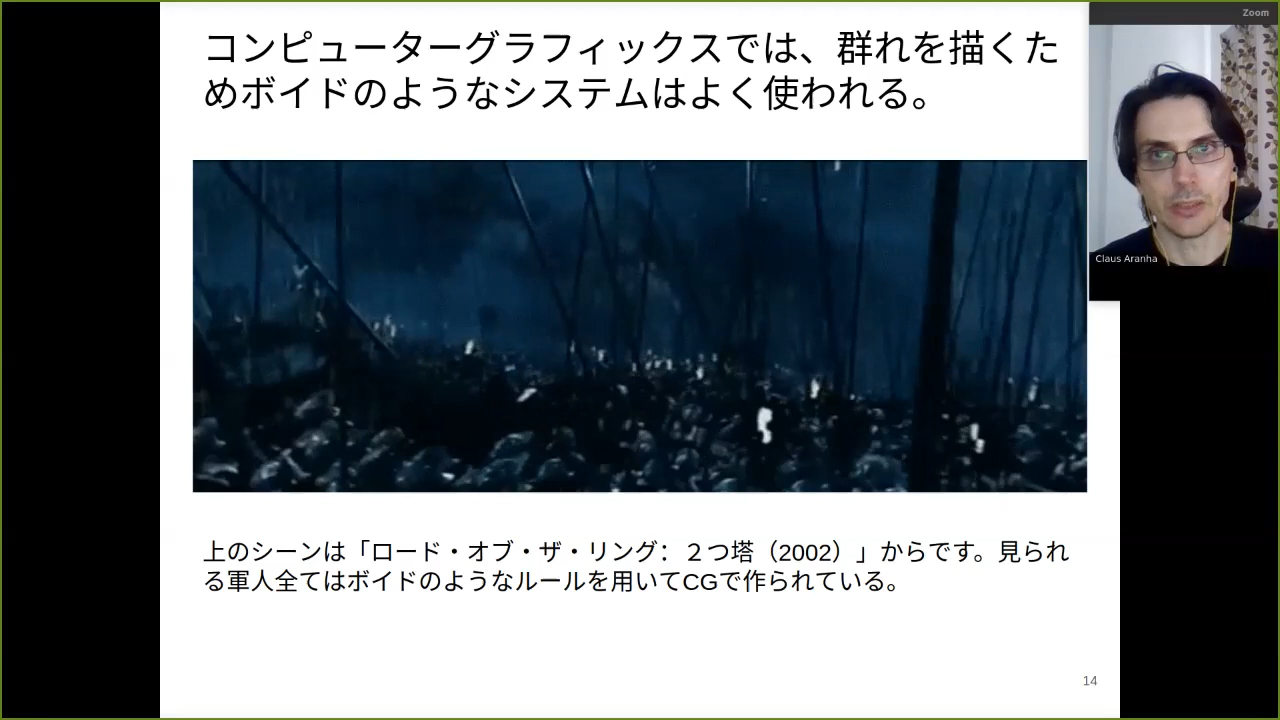 コンピューターグラフィックスでは、群れを描くた
めボイドのようなシステムはよく使われる。
Zoom
Claus Aranha
上のシーンは「ロード・オブ・ザ・リング：２つ塔（2002）」からです。見られ
る軍人全てはボイドのようなルールを用いてCGで作られている。
14